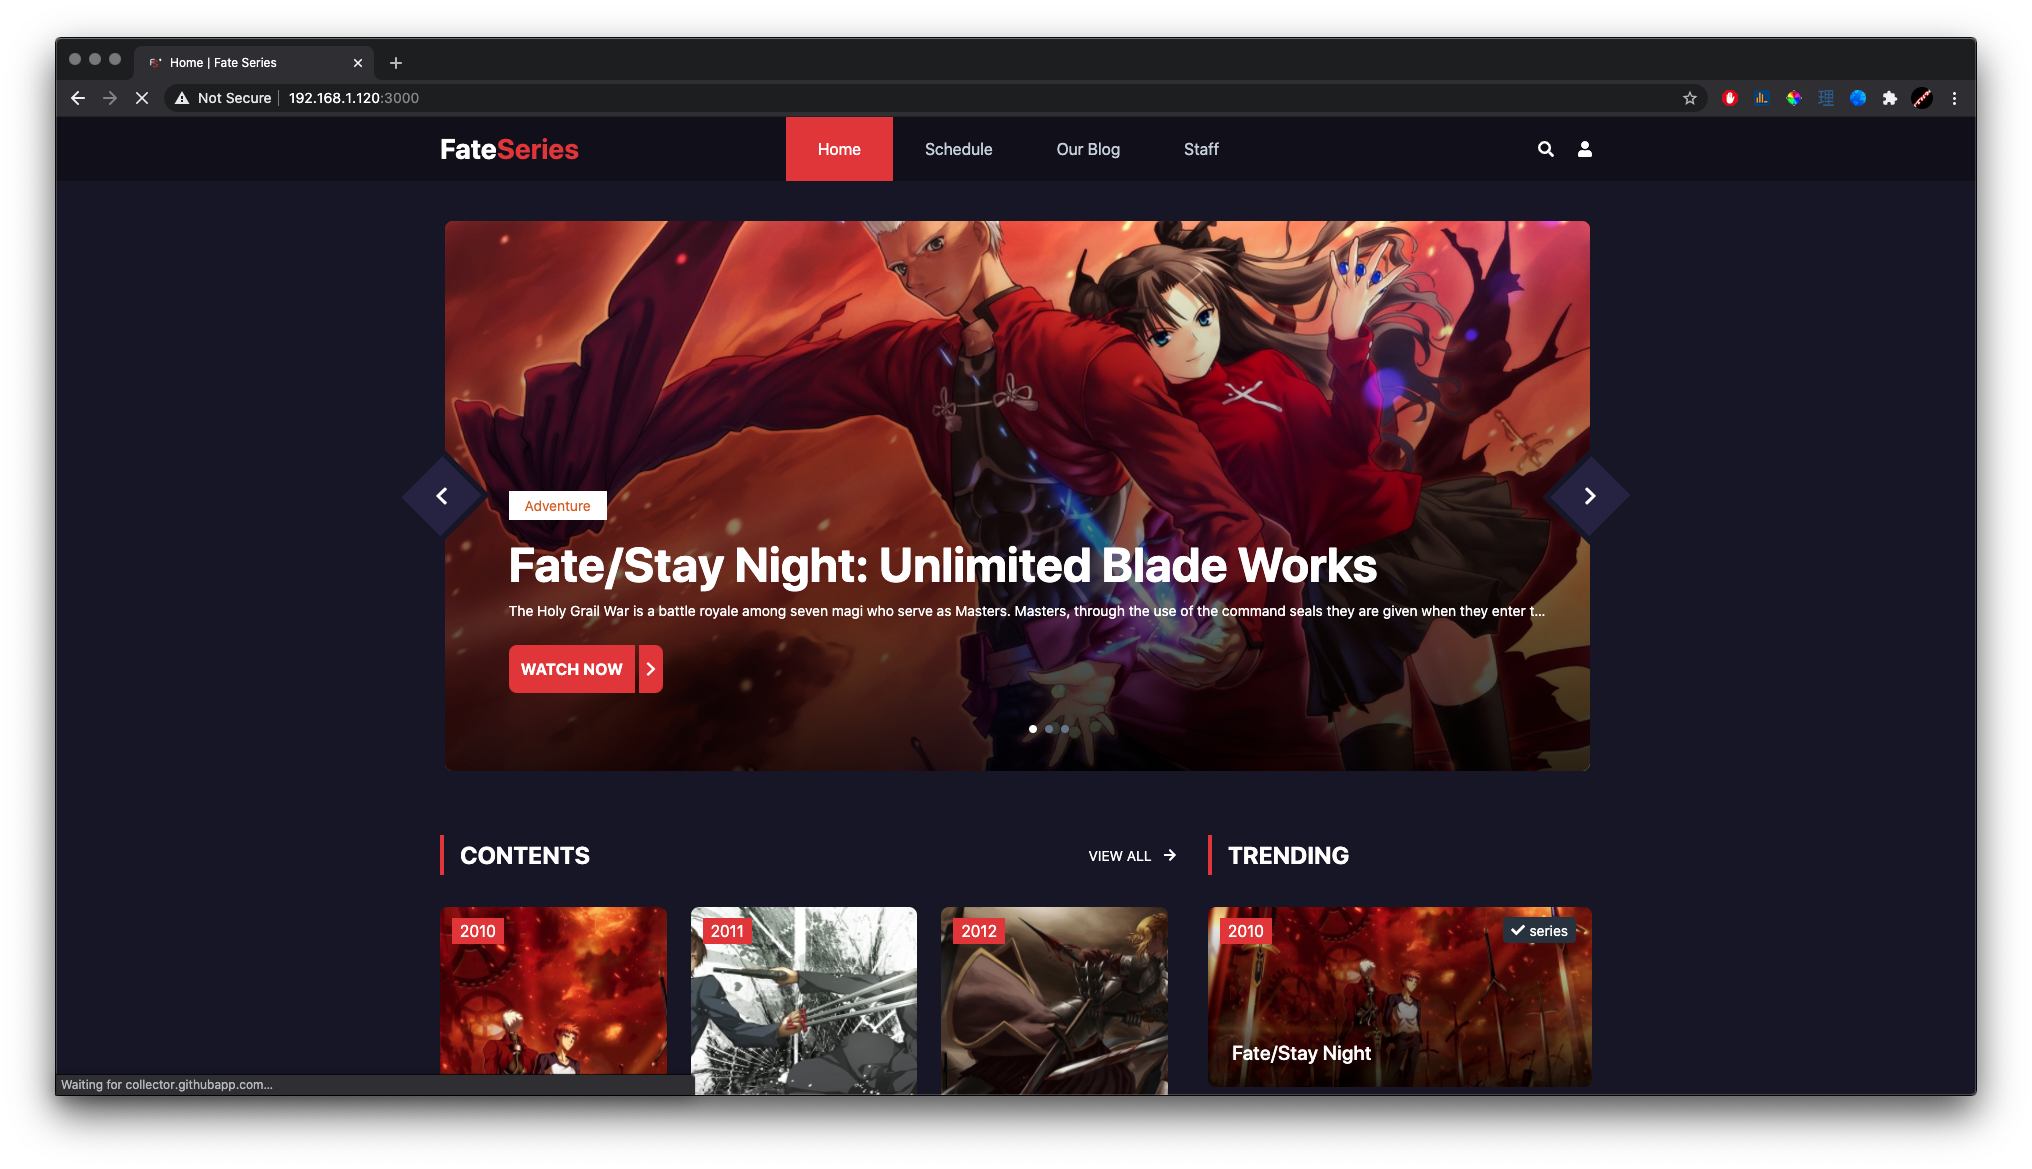 Home | Fate Series
Not Secure
192.168.1.120:3000
FateSeries
Home
Schedule
Our Blog
Staff
Adventure
Fate/Stay Night: Unlimited Blade Works
The Holy Grail War is a battle royale among seven magi who serve as Masters. Masters, through the use of the command seals they are given when they enter t...
WATCH NOW
CONTENTS
VIEW ALL
TRENDING
2010
2011
2012
2010
series
Fate/Stay Night
Waiting for collector.githubapp.com...